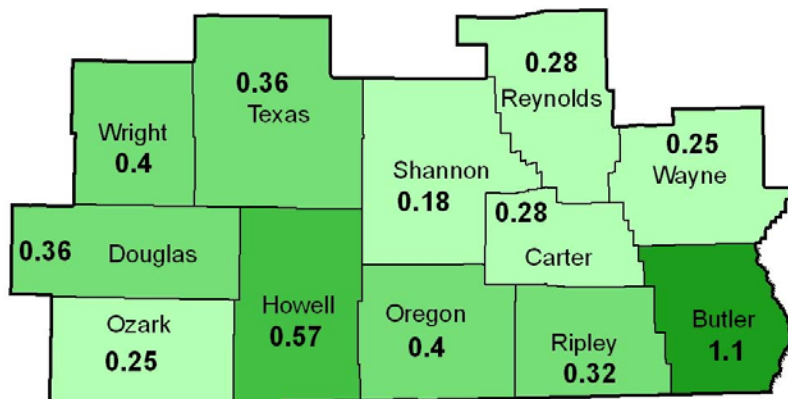 0.36
Texas
0.28
Reynolds
Wright
0.4
0.25
Wayne
Shannon
0.18
0.28
Carter
0.36 Douglas
Howell
0.57
Oregon
0.4
Butler
1.1
Ozark
0.25
Ripley
0.32